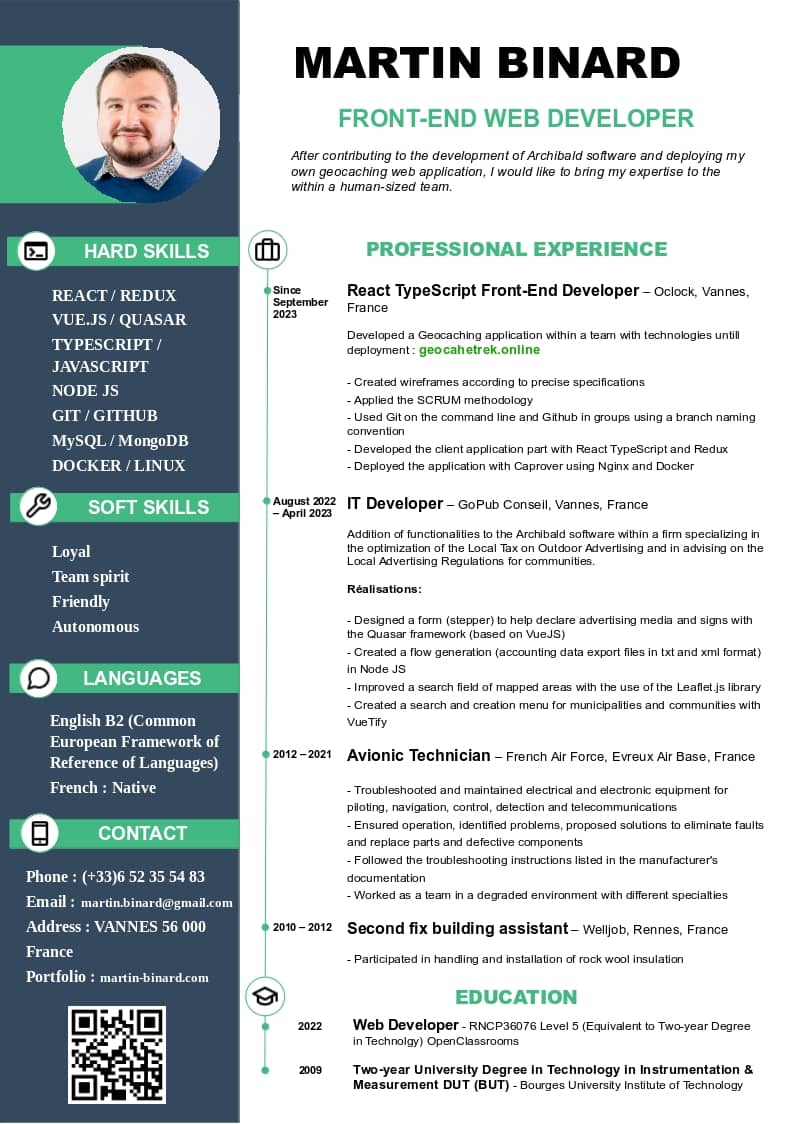 MARTIN BINARD
FRONT-END WEB DEVELOPER
After contributing to the development of Archibald software and deploying my
own geocaching web application, I would like to bring my expertise to the
within a human-sized team.
HARD SKILLS
REACT / REDUX
VUE.JS / QUASAR
TYPESCRIPT /
JAVASCRIPT
NODE JS
GIT / GITHUB
MySQL / MongoDB
DOCKER / LINUX
SOFT SKILLS
Loyal
Team spirit
Friendly
Autonomous
LANGUAGES
English B2 (Common
European Framework of
Reference of Languages)
French : Native
CONTACT
Phone : (+33)6 52 35 54 83
Email : martin.binard@gmail.com
Address : VANNES 56 000
France
Portfolio : martin-binard.com
PROFESSIONAL EXPERIENCE
Since
September
2023
React TypeScript Front-End Developer – Oclock, Vannes,
France
Developed a Geocaching application within a team with technologies untill
deployment : geocahetrek.online
- Created wireframes according to precise specifications
- Applied the SCRUM methodology
- Used Git on the command line and Github in groups using a branch naming
convention
- Developed the client application part with React TypeScript and Redux
- Deployed the application with Caprover using Nginx and Docker
August 2022
– April 2023
IT Developer – GoPub Conseil, Vannes, France
Addition of functionalities to the Archibald software within a firm specializing in
the optimization of the Local Tax on Outdoor Advertising and in advising on the
Local Advertising Regulations for communities.
Réalisations:
- Designed a form (stepper) to help declare advertising media and signs with
the Quasar framework (based on VueJS)
- Created a flow generation (accounting data export files in txt and xml format)
in Node JS
- Improved a search field of mapped areas with the use of the Leaflet.js library
- Created a search and creation menu for municipalities and communities with
VueTify
2012 – 2021
Avionic Technician – French Air Force, Evreux Air Base, France
- Troubleshooted and maintained electrical and electronic equipment for
piloting, navigation, control, detection and telecommunications
- Ensured operation, identified problems, proposed solutions to eliminate faults
and replace parts and defective components
- Followed the troubleshooting instructions listed in the manufacturer's
documentation
- Worked as a team in a degraded environment with different specialties
2010 – 2012
Second fix building assistant – Welljob, Rennes, France
- Participated in handling and installation of rock wool insulation
EDUCATION
2022
Web Developer - RNCP36076 Level 5 (Equivalent to Two-year Degree
in Technolgy) OpenClassrooms
2009
Two-year University Degree in Technology in Instrumentation &
Measurement DUT (BUT) - Bourges University Institute of Technology